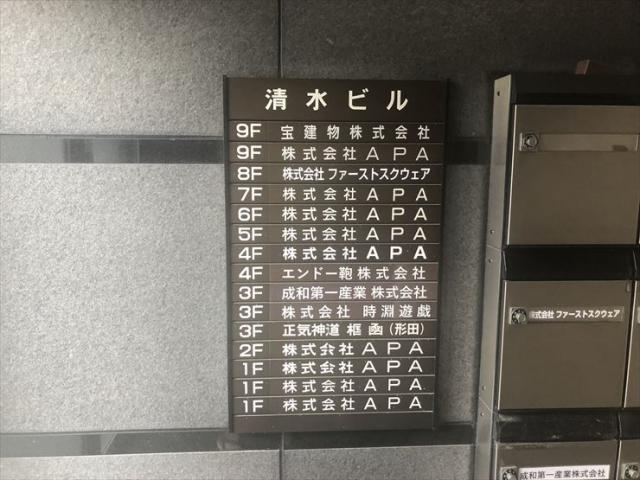 清水ビル
9F 宝建物株式会社
9F 株式会社APA
8F 株式会社ファーストスクウェア
7F 株式会社APA
6F 株式会社APA
5F 株式会社APA
4F 株式会社APA
4F エンドー鞄株式会社
3F 成和第一産業株式会社
3F 株式会社 時淵遊戯
3F 正気神道 枢函(形田)
2F 株式会社APA
1F 株式会社APA
1F 株式会社APA
1F 株式会社APA
株式会社ファーストスクウェア
成和第一産業株式会社